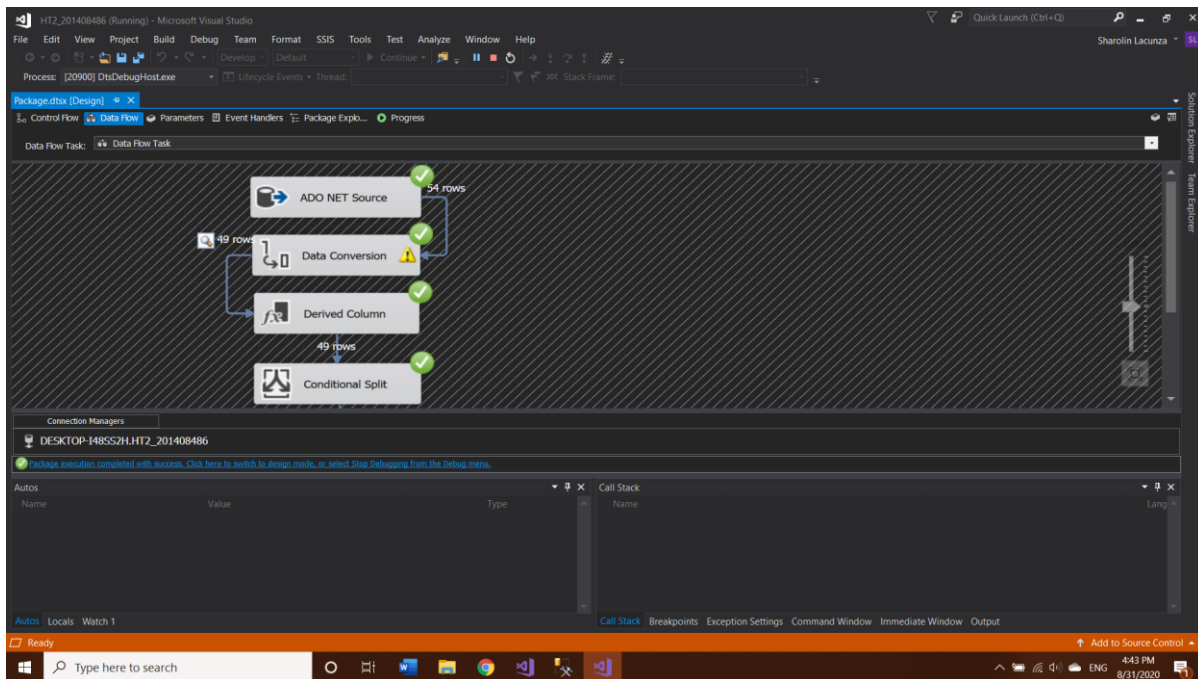 HT2_201408486 (Running) - Microsoft Visual Studio
Quick Launch (Ctrl+Q)
File Edit View Project Build Debug Team Format SSIS Tools Test Analyze Window Help
Sharolin Lacunza SL
Develop Default Continue
Process: [20900] DtsDebugHost.exe Lifecycle Events Thread: Stack Frame:
Package.dtsx [Design]
Control Flow Data Flow Parameters Event Handlers Package Explo... Progress
Data Flow Task: Data Flow Task
Solution Explorer
Team Explorer
54 rows
ADO NET Source
49 rows
Data Conversion
fx Derived Column
49 rows
Conditional Split
Connection Managers
DESKTOP-I48SS2H.HT2_201408486
Package execution completed with success. Click here to switch to design mode, or select Stop Debugging from the Debug menu.
Autos
Name Value Type
Call Stack
Name Lang
Autos Locals Watch 1
Call Stack Breakpoints Exception Settings Command Window Immediate Window Output
Ready
Add to Source Control
Type here to search
ENG
4:43 PM
8/31/2020